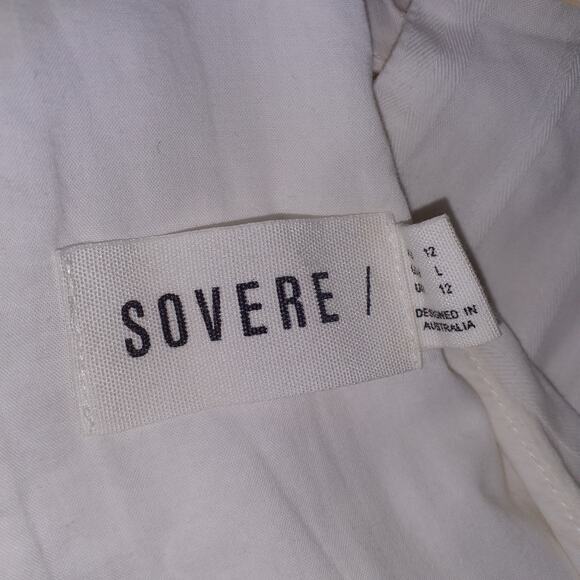 SOVERE /
12
L
12
DESIGNED IN
AUSTRALIA